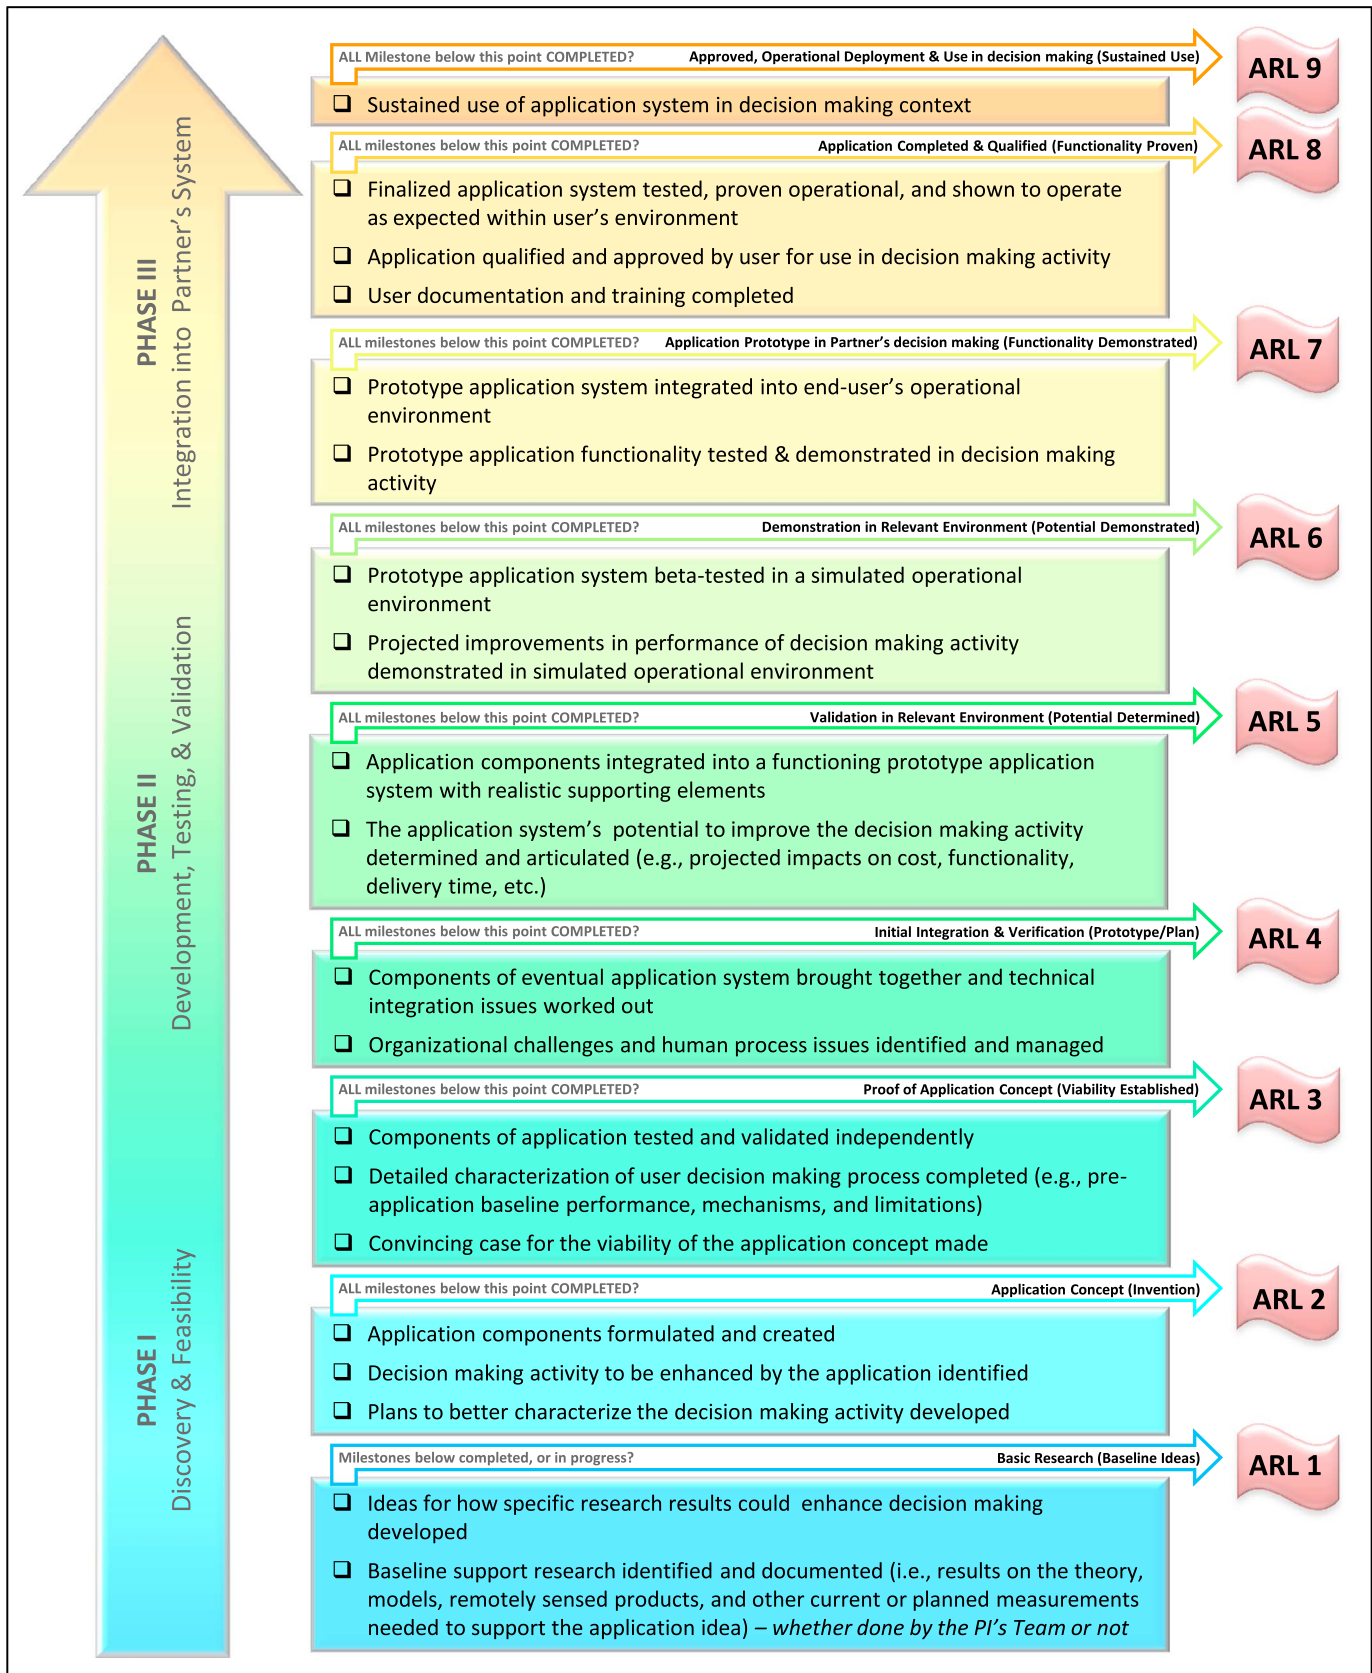 ALL Milestone below this point COMPLETED? Approved, Operational Deployment & Use in decision making (Sustained Use)
ARL 9
❑ Sustained use of application system in decision making context
ALL milestones below this point COMPLETED? Application Completed & Qualified (Functionality Proven)
ARL 8
❑ Finalized application system tested, proven operational, and shown to operate
as expected within user's environment
❑ Application qualified and approved by user for use in decision making activity
❑ User documentation and training completed
PHASE III
Integration into Partner's System
ALL milestones below this point COMPLETED? Application Prototype in Partner's decision making (Functionality Demonstrated)
ARL 7
❑ Prototype application system integrated into end-user's operational
environment
❑ Prototype application functionality tested & demonstrated in decision making
activity
ALL milestones below this point COMPLETED? Demonstration in Relevant Environment (Potential Demonstrated)
ARL 6
❑ Prototype application system beta-tested in a simulated operational
environment
❑ Projected improvements in performance of decision making activity
demonstrated in simulated operational environment
ALL milestones below this point COMPLETED? Validation in Relevant Environment (Potential Determined)
ARL 5
❑ Application components integrated into a functioning prototype application
system with realistic supporting elements
❑ The application system's potential to improve the decision making activity
determined and articulated (e.g., projected impacts on cost, functionality,
delivery time, etc.)
PHASE II
Development, Testing, & Validation
ALL milestones below this point COMPLETED? Initial Integration & Verification (Prototype/Plan)
ARL 4
❑ Components of eventual application system brought together and technical
integration issues worked out
❑ Organizational challenges and human process issues identified and managed
ALL milestones below this point COMPLETED? Proof of Application Concept (Viability Established)
ARL 3
❑ Components of application tested and validated independently
❑ Detailed characterization of user decision making process completed (e.g., pre-
application baseline performance, mechanisms, and limitations)
❑ Convincing case for the viability of the application concept made
ALL milestones below this point COMPLETED? Application Concept (Invention)
ARL 2
❑ Application components formulated and created
❑ Decision making activity to be enhanced by the application identified
❑ Plans to better characterize the decision making activity developed
PHASE I
Discovery & Feasibility
Milestones below completed, or in progress? Basic Research (Baseline Ideas)
ARL 1
❑ Ideas for how specific research results could enhance decision making
developed
❑ Baseline support research identified and documented (i.e., results on the theory,
models, remotely sensed products, and other current or planned measurements
needed to support the application idea) – whether done by the PI's Team or not